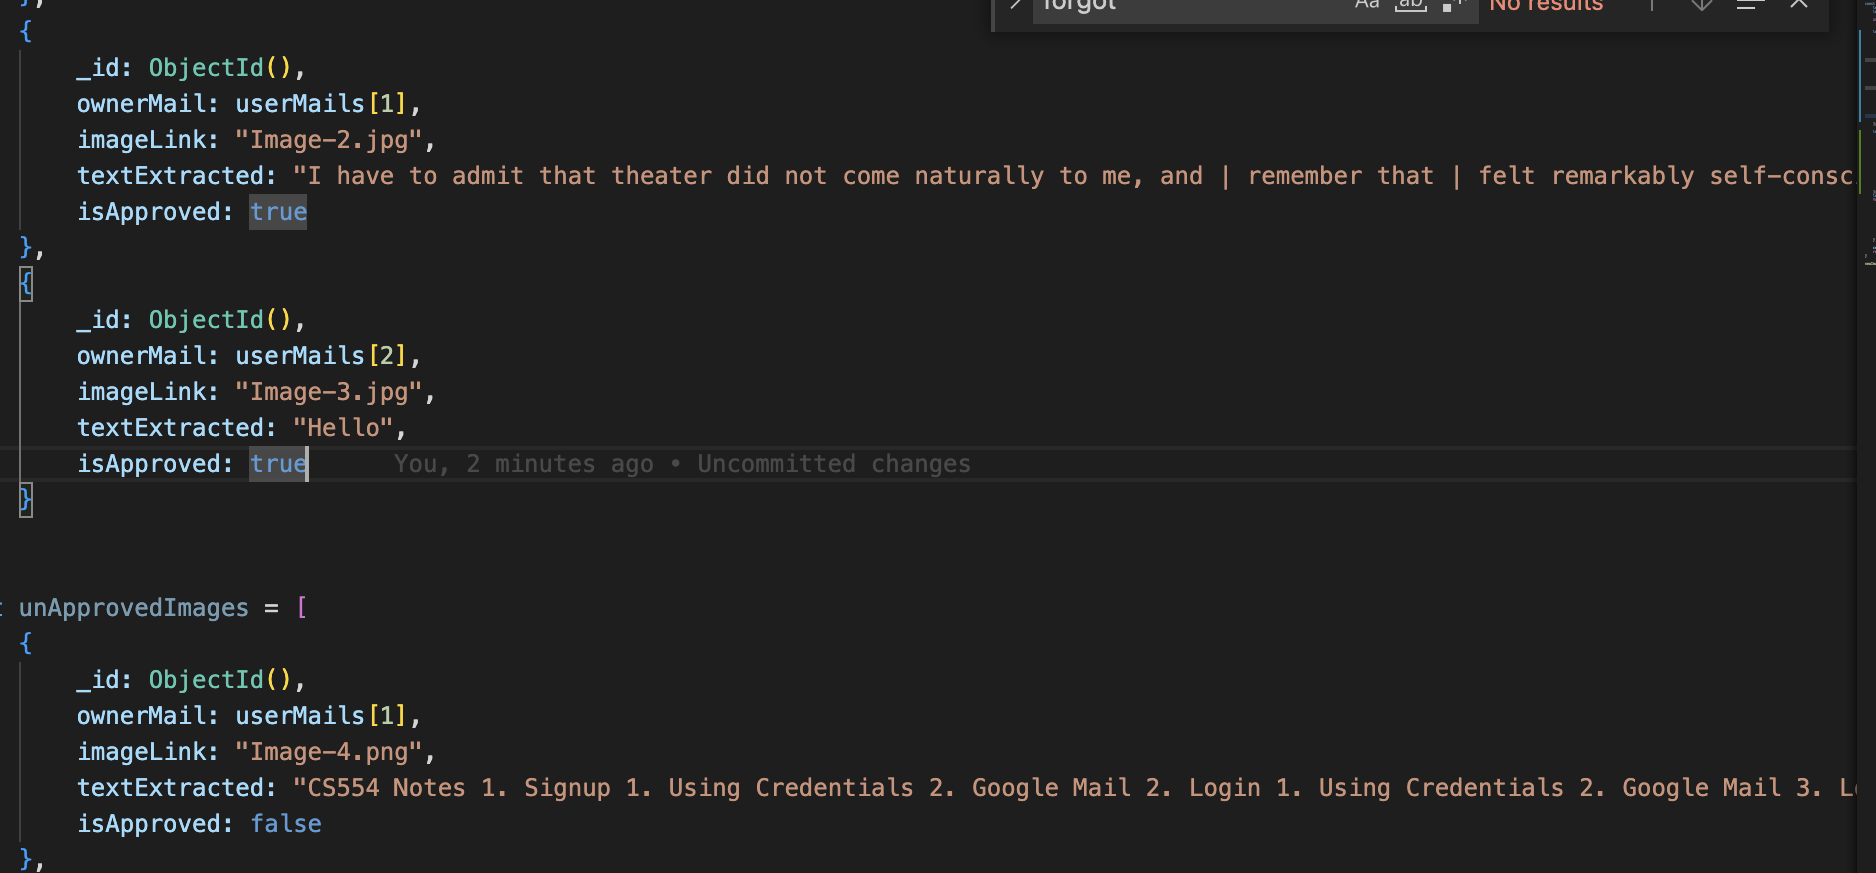 },
forgot Aa ab No results
{
_id: ObjectId(),
ownerMail: userMails[1],
imageLink: "Image-2.jpg",
textExtracted: "I have to admit that theater did not come naturally to me, and | remember that | felt remarkably self-consc
isApproved: true
},
{
_id: ObjectId(),
ownerMail: userMails[2],
imageLink: "Image-3.jpg",
textExtracted: "Hello",
isApproved: true You, 2 minutes ago • Uncommitted changes
}
unApprovedImages = [
{
_id: ObjectId(),
ownerMail: userMails[1],
imageLink: "Image-4.png",
textExtracted: "CS554 Notes 1. Signup 1. Using Credentials 2. Google Mail 2. Login 1. Using Credentials 2. Google Mail 3. L
isApproved: false
},